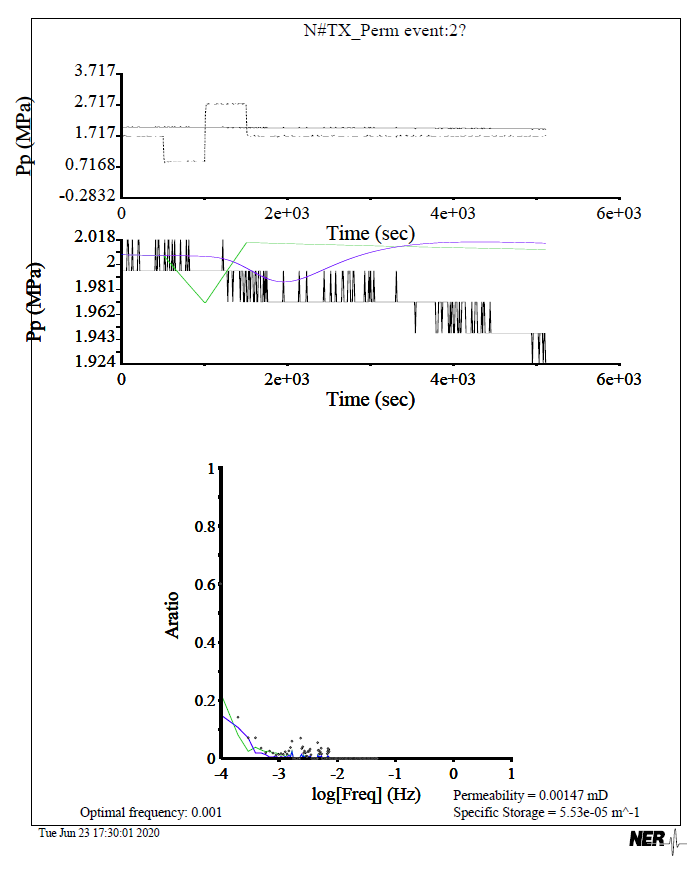 N#TX_Perm event:2?
3.717
2.717
1.717
0.7168
-0.2832
Pp (MPa)
0 2e+03 4e+03 6e+03
Time (sec)
2.018
2
1.981
1.962
1.943
1.924
Pp (MPa)
0 2e+03 4e+03 6e+03
Time (sec)
1
0.8
0.6
0.4
0.2
0
Aratio
-4 -3 -2 -1 0 1
log[Freq] (Hz)
Permeability = 0.00147 mD
Optimal frequency: 0.001
Specific Storage = 5.53e-05 m^-1
Tue Jun 23 17:30:01 2020
NER